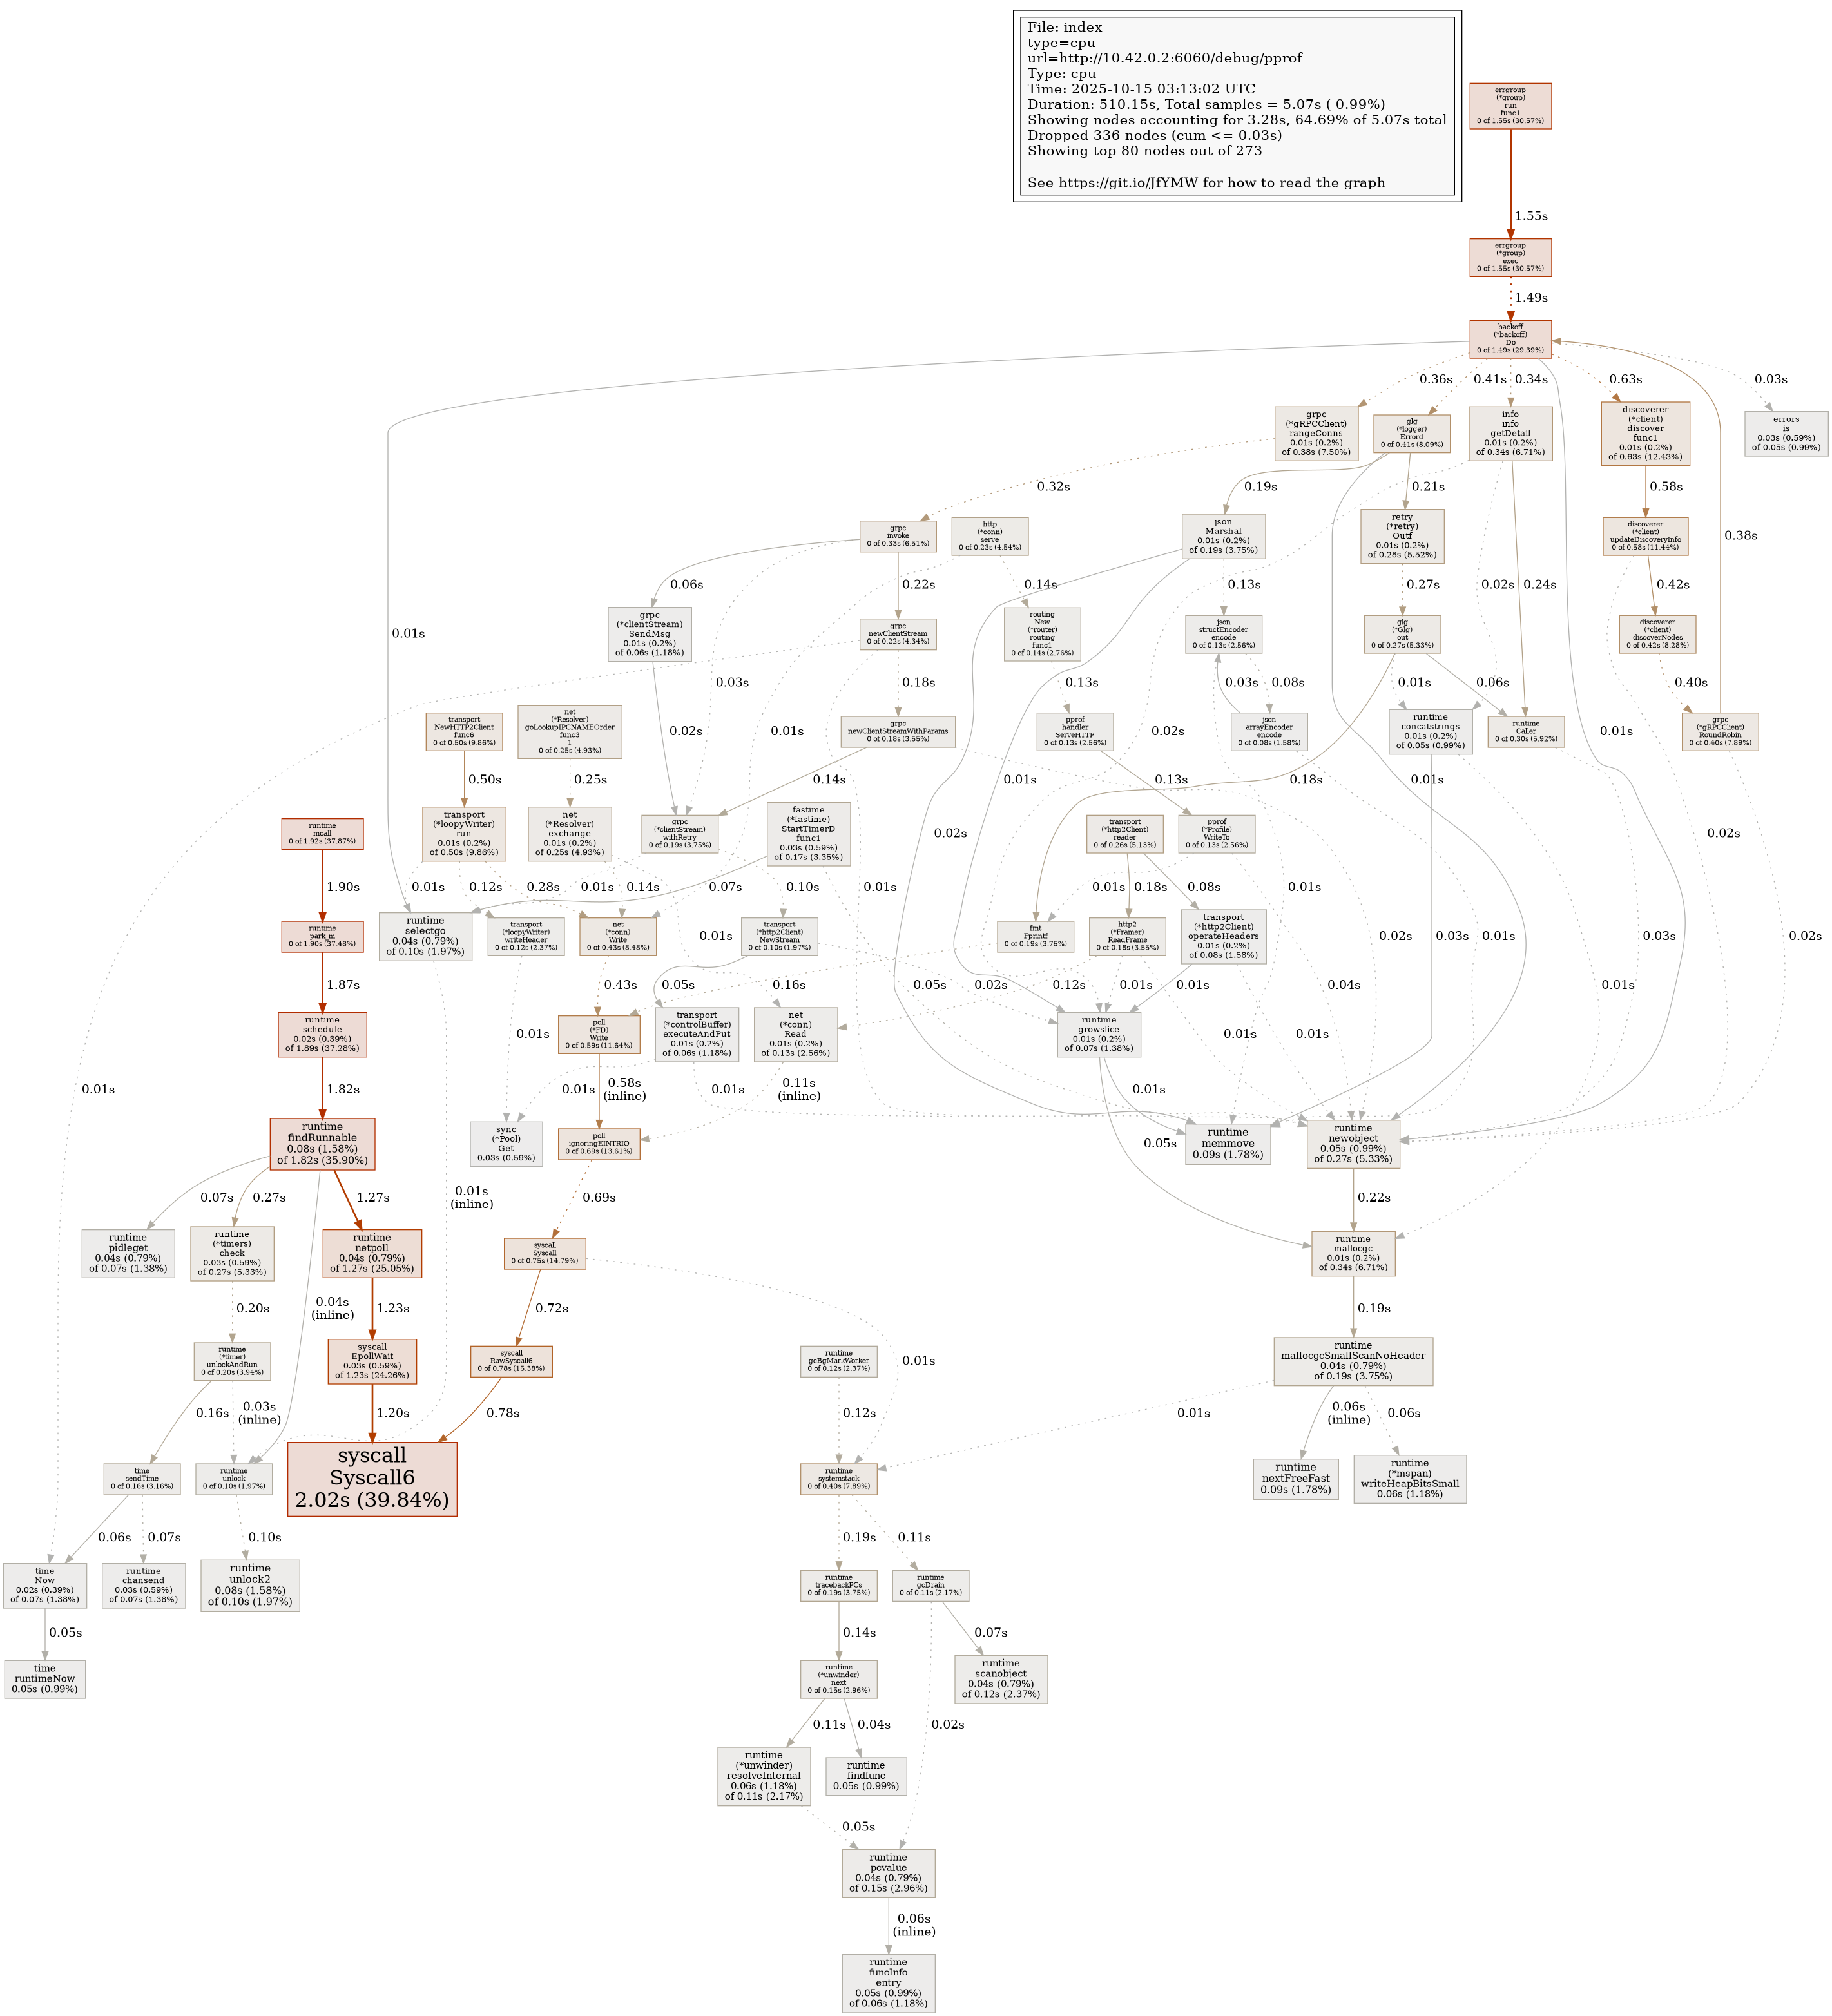 File: index
type=cpu
url=http://10.42.0.2:6060/debug/pprof
Type: cpu
Time: 2025-10-15 03:13:02 UTC
Duration: 510.15s, Total samples = 5.07s ( 0.99%)
Showing nodes accounting for 3.28s, 64.69% of 5.07s total
Dropped 336 nodes (cum <= 0.03s)
Showing top 80 nodes out of 273
See https://git.io/JfYMW for how to read the graph
errgroup
(*group)
run
func1
0 of 1.55s (30.57%)
1.55s
errgroup
(*group)
exec
0 of 1.55s (30.57%)
1.49s
backoff
(*backoff)
Do
0 of 1.49s (29.39%)
0.36s
0.41s
0.34s
0.63s
0.03s
grpc
(*gRPCClient)
rangeConns
0.01s (0.2%)
of 0.38s (7.50%)
glg
(*logger)
Errord
0 of 0.41s (8.09%)
info
info
getDetail
0.01s (0.2%)
of 0.34s (6.71%)
discoverer
(*client)
discover
func1
0.01s (0.2%)
of 0.63s (12.43%)
errors
is
0.03s (0.59%)
of 0.05s (0.99%)
0.32s
0.19s
0.21s
0.58s
grpc
invoke
0 of 0.33s (6.51%)
http
(*conn)
serve
0 of 0.23s (4.54%)
json
Marshal
0.01s (0.2%)
of 0.19s (3.75%)
retry
(*retry)
Outf
0.01s (0.2%)
of 0.28s (5.52%)
discoverer
(*client)
updateDiscoveryInfo
0 of 0.58s (11.44%)
0.38s
0.06s
0.22s
0.14s
0.13s
0.13s
0.27s
0.02s
0.24s
0.42s
0.01s
grpc
(*clientStream)
SendMsg
0.01s (0.2%)
of 0.06s (1.18%)
grpc
newClientStream
0 of 0.22s (4.34%)
routing
New
(*router)
routing
func1
0.01s (0.2%)
of 0.14s (2.76%)
json
structEncoder
encode
0 of 0.13s (2.56%)
glg
(*Glg)
out
0 of 0.27s (5.33%)
discoverer
(*client)
discoverNodes
0 of 0.42s (8.28%)
0.03s
0.18s
0.13s
0.03s
0.08s
0.01s
0.06s
0.40s
transport
NewHTTP2Client
func6
0 of 0.50s (9.86%)
net
(*Resolver)
goLookupIPCNAMEOrder
func3
1
0 of 0.25s (4.93%)
0.02s
0.01s
grpc
newClientStreamWithParams
0 of 0.18s (3.55%)
0.02s
pprof
handler
ServeHTTP
0 of 0.13s (2.56%)
json
arrayEncoder
encode
0 of 0.08s (1.58%)
runtime
concatstrings
0.01s (0.2%)
of 0.05s (0.99%)
runtime
Caller
0 of 0.30s (5.92%)
0.01s
grpc
(*gRPCClient)
RoundRobin
0 of 0.40s (7.89%)
0.50s
0.25s
0.14s
0.01s
0.13s
0.18s
0.01s
runtime
mcall
0 of 1.92s (37.87%)
transport
(*loopyWriter)
run
0.01s (0.2%)
of 0.50s (9.86%)
net
(*Resolver)
exchange
0.01s (0.2%)
of 0.25s (4.93%)
grpc
(*clientStream)
withRetry
0 of 0.19s (3.75%)
fastime
(*fastime)
StartTimerD
func1
0.03s (0.59%)
of 0.17s (3.35%)
0.02s
transport
(*http2Client)
reader
0 of 0.26s (5.13%)
pprof
(*Profile)
WriteTo
0 of 0.13s (2.56%)
0.02s
1.90s
0.01s
0.12s
0.28s
0.01s
0.14s
0.07s
0.10s
0.01s
0.18s
0.08s
0.01s
0.01s
runtime
park_m
0 of 1.90s (37.48%)
runtime
selectgo
0.04s (0.79%)
of 0.10s (1.97%)
transport
(*loopyWriter)
writeHeader
0 of 0.12s (2.37%)
net
(*conn)
Write
0 of 0.43s (8.48%)
0.01s
transport
(*http2Client)
NewStream
0 of 0.10s (1.97%)
fmt
Fprintf
0 of 0.19s (3.75%)
http2
(*Framer)
ReadFrame
0 of 0.18s (3.55%)
transport
(*http2Client)
operateHeaders
0.01s (0.2%)
of 0.08s (1.58%)
0.02s
0.03s
0.01s
0.03s
0.02s
1.87s
0.43s
0.05s
0.16s
0.05s
0.02s
0.12s
0.01s
0.01s
0.04s
0.01s
runtime
schedule
0.02s (0.39%)
of 1.89s (37.28%)
0.01s
poll
(*FD)
Write
0 of 0.59s (11.64%)
transport
(*controlBuffer)
executeAndPut
0.01s (0.2%)
of 0.06s (1.18%)
net
(*conn)
Read
0.01s (0.2%)
of 0.13s (2.56%)
runtime
growslice
0.01s (0.2%)
of 0.07s (1.38%)
0.01s
0.01s
0.01s
1.82s
0.58s
(inline)
0.01s
0.01s
0.11s
(inline)
0.01s
runtime
findRunnable
0.08s (1.58%)
of 1.82s (35.90%)
sync
(*Pool)
Get
0.03s (0.59%)
poll
ignoringEINTRIO
0 of 0.69s (13.61%)
0.05s
runtime
memmove
0.09s (1.78%)
runtime
newobject
0.05s (0.99%)
of 0.27s (5.33%)
0.07s
0.27s
1.27s
0.01s
(inline)
0.69s
0.22s
runtime
pidleget
0.04s (0.79%)
of 0.07s (1.38%)
runtime
(*timers)
check
0.03s (0.59%)
of 0.27s (5.33%)
runtime
netpoll
0.04s (0.79%)
of 1.27s (25.05%)
syscall
Syscall
0 of 0.75s (14.79%)
runtime
mallocgc
0.01s (0.2%)
of 0.34s (6.71%)
0.20s
0.04s
(inline)
1.23s
0.72s
0.19s
runtime
(*timer)
unlockAndRun
0 of 0.20s (3.94%)
syscall
EpollWait
0.03s (0.59%)
of 1.23s (24.26%)
syscall
RawSyscall6
0 of 0.78s (15.38%)
0.01s
runtime
gcBgMarkWorker
0 of 0.12s (2.37%)
runtime
mallocgcSmallScanNoHeader
0.04s (0.79%)
of 0.19s (3.75%)
0.16s
0.03s
(inline)
1.20s
0.78s
0.12s
0.01s
0.06s
(inline)
0.06s
time
sendTime
0 of 0.16s (3.16%)
runtime
unlock
0 of 0.10s (1.97%)
syscall
Syscall6
2.02s (39.84%)
runtime
systemstack
0 of 0.40s (7.89%)
runtime
nextFreeFast
0.09s (1.78%)
runtime
(*mspan)
writeHeapBitsSmall
0.06s (1.18%)
0.06s
0.07s
0.10s
0.19s
0.11s
time
Now
0.02s (0.39%)
of 0.07s (1.38%)
runtime
chansend
0.03s (0.59%)
of 0.07s (1.38%)
runtime
unlock2
0.08s (1.58%)
of 0.10s (1.97%)
runtime
tracebackPCs
0 of 0.19s (3.75%)
runtime
gcDrain
0 of 0.11s (2.17%)
0.05s
0.14s
0.07s
time
runtimeNow
0.05s (0.99%)
runtime
(*unwinder)
next
0 of 0.15s (2.96%)
runtime
scanobject
0.04s (0.79%)
of 0.12s (2.37%)
0.11s
0.04s
0.02s
runtime
(*unwinder)
resolveInternal
0.06s (1.18%)
of 0.11s (2.17%)
runtime
findfunc
0.05s (0.99%)
0.05s
runtime
pcvalue
0.04s (0.79%)
of 0.15s (2.96%)
0.06s
(inline)
runtime
funcInfo
entry
0.05s (0.99%)
of 0.06s (1.18%)